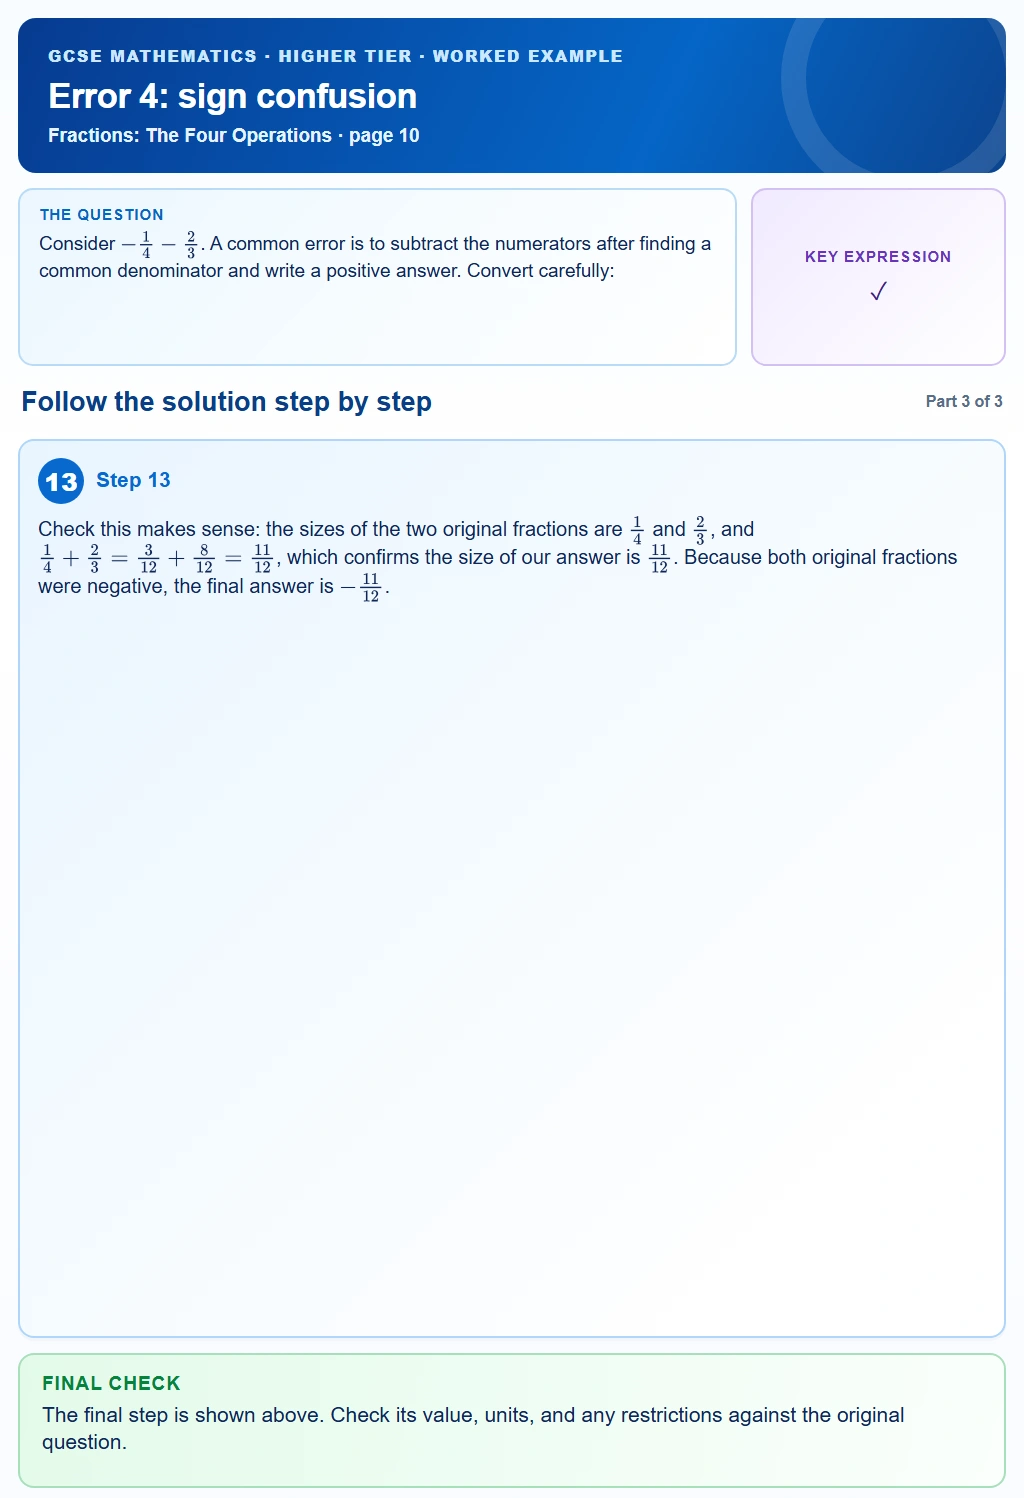 GCSE MATHEMATICS · HIGHER TIER · WORKED EXAMPLE
Error 4: sign confusion
Fractions: The Four Operations · page 10
THE QUESTION
Consider −1/4 − 2/3. A common error is to subtract the numerators after finding a
common denominator and write a positive answer. Convert carefully:
KEY EXPRESSION
✓
Follow the solution step by step
Part 3 of 3
13 Step 13
Check this makes sense: the sizes of the two original fractions are 1/4 and 2/3, and
1/4 + 2/3 = 3/12 + 8/12 = 11/12, which confirms the size of our answer is 11/12. Because both original fractions
were negative, the final answer is −11/12.
FINAL CHECK
The final step is shown above. Check its value, units, and any restrictions against the original
question.